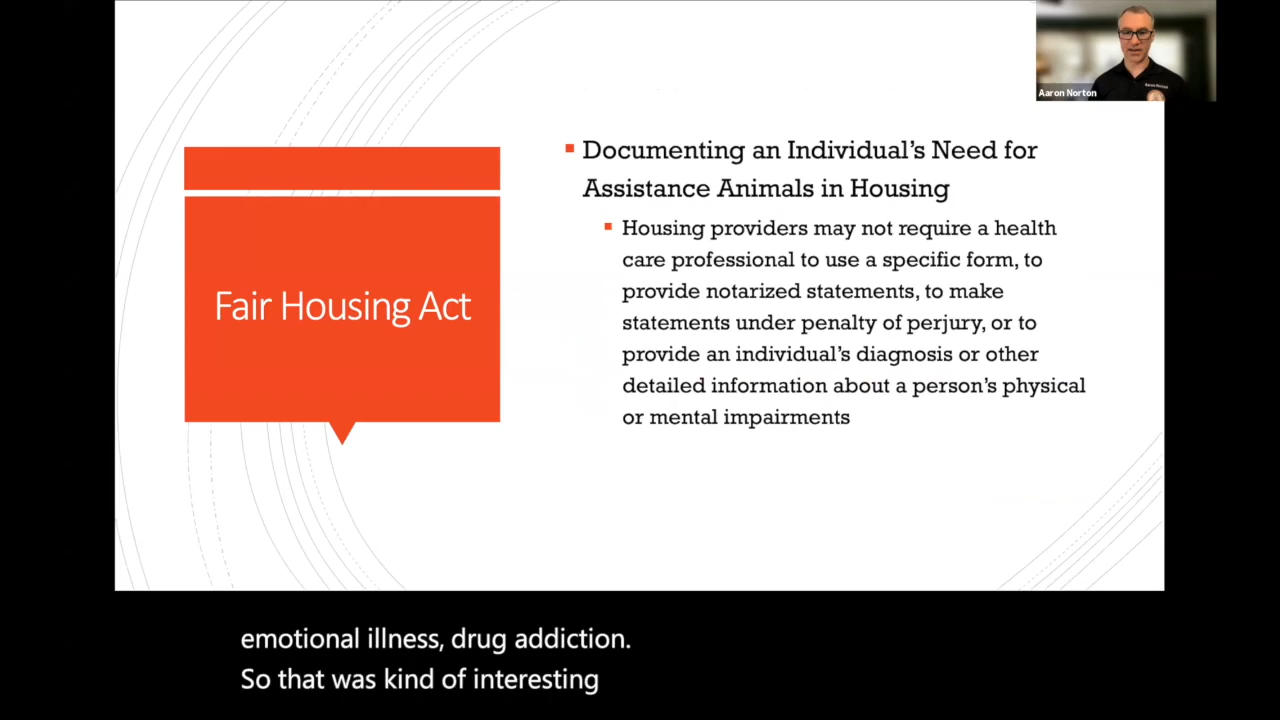 Aaron Norton
Fair Housing Act
Documenting an Individual's Need for
Assistance Animals in Housing
Housing providers may not require a health
care professional to use a specific form, to
provide notarized statements, to make
statements under penalty of perjury, or to
provide an individual's diagnosis or other
detailed information about a person's physical
or mental impairments
emotional illness, drug addiction.
So that was kind of interesting